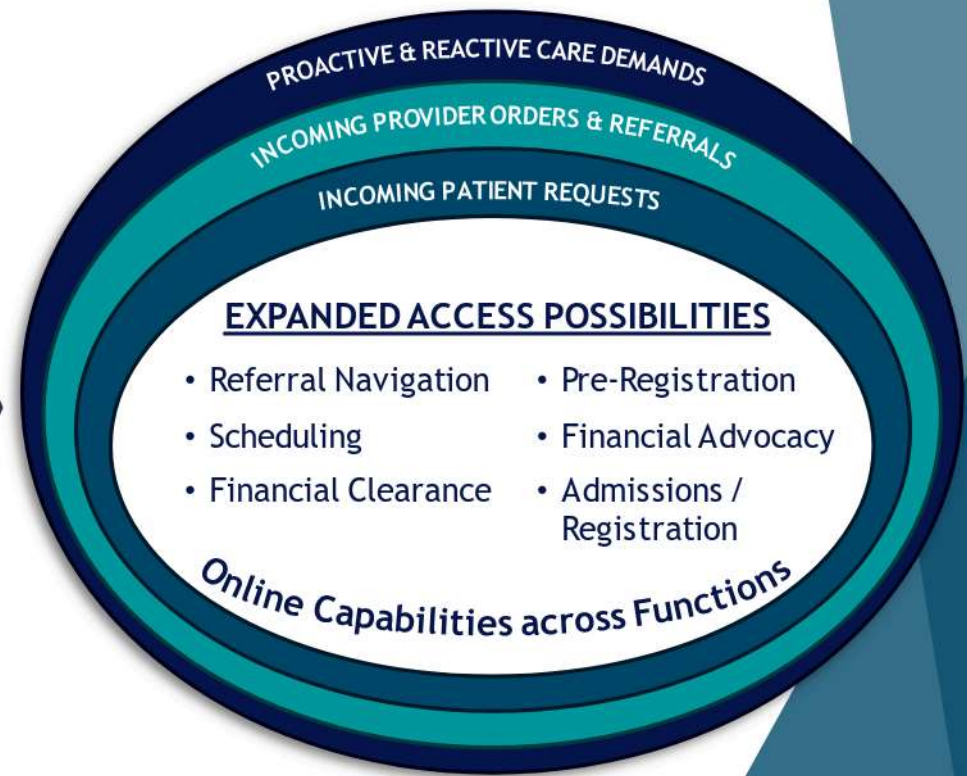 PROACTIVE & REACTIVE CARE DEMANDS
INCOMING PROVIDER ORDERS & REFERRALS
INCOMING PATIENT REQUESTS
EXPANDED ACCESS POSSIBILITIES
• Referral Navigation
• Scheduling
• Financial Clearance
• Pre-Registration
• Financial Advocacy
• Admissions /
Registration
Online Capabilities across Functions